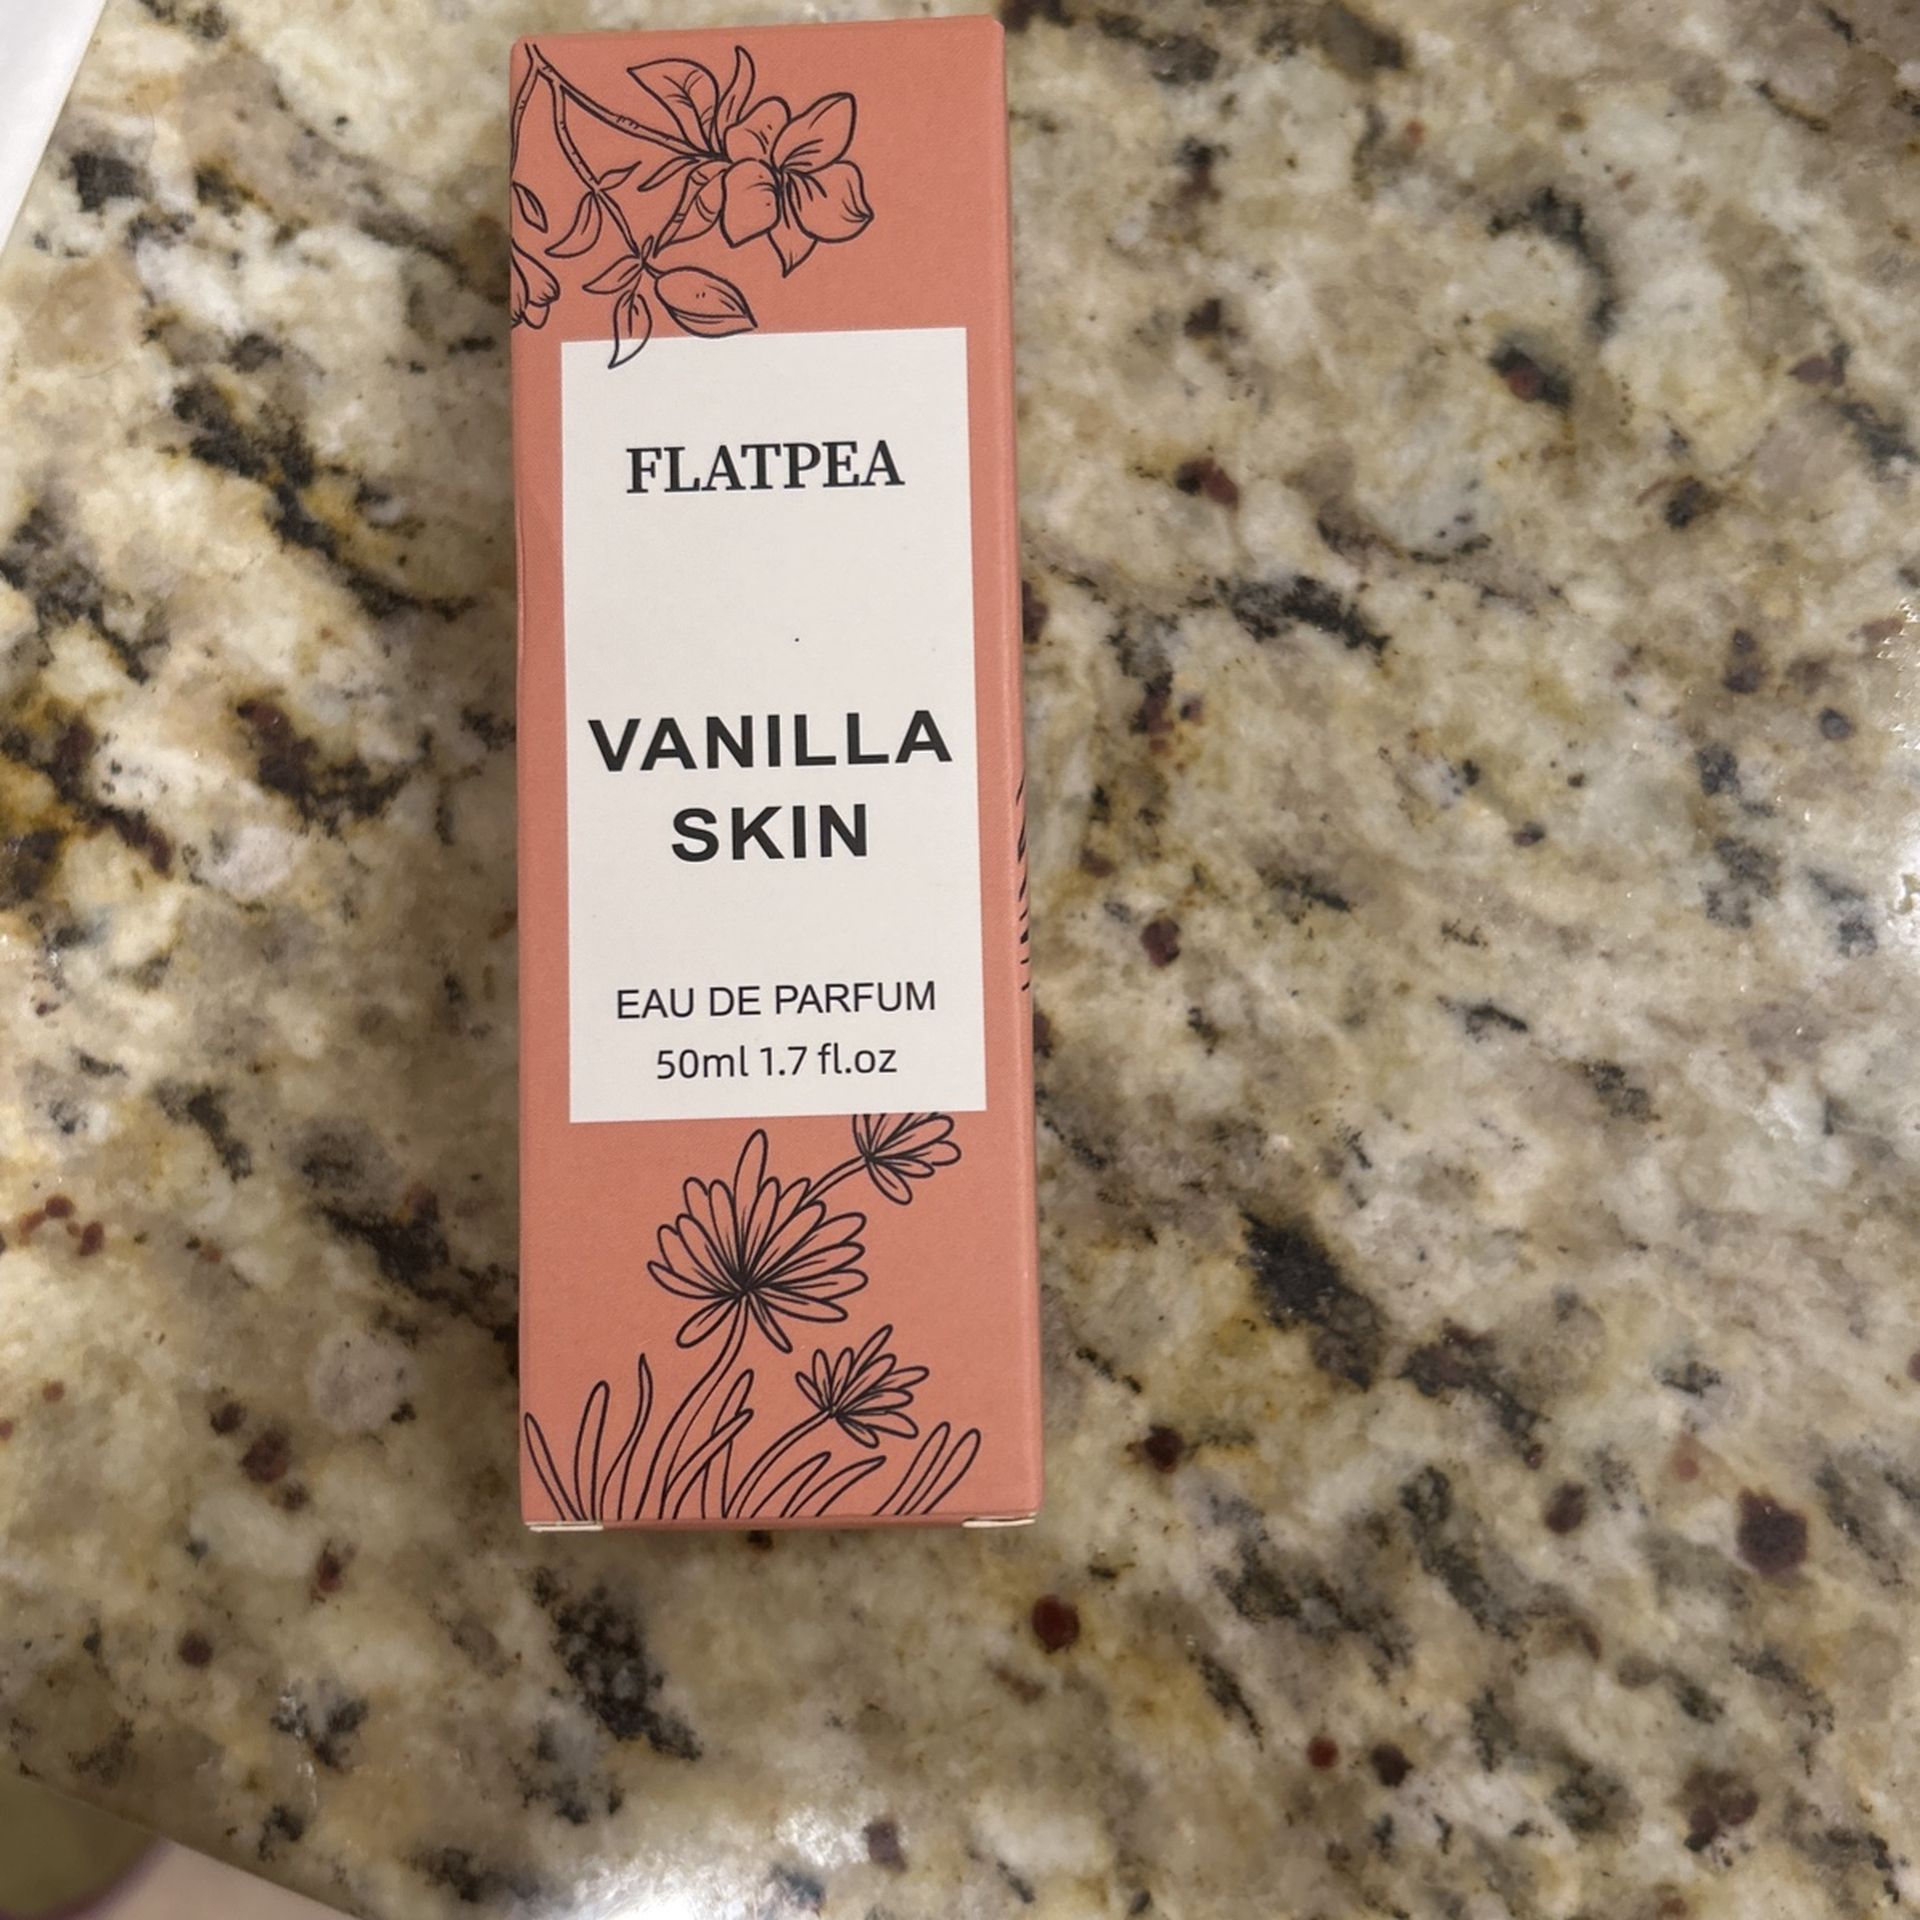 FLATPEA
VANILLA
SKIN
EAU DE PARFUM
50ml 1.7 fl.oz